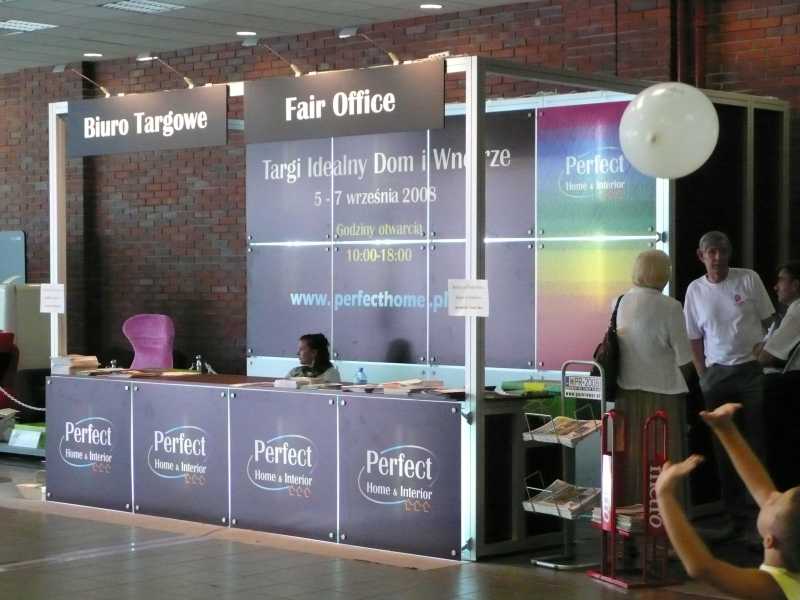 Biuro Targowe
Fair Office
Targi Idealny Dom i Wnętrze
5 - 7 września 2008
Godziny otwarcia
10:00-18:00
www.perfecthome.pl
Perfect
Home & Interior
Perfect
Home & Interior
Perfect
Home & Interior
Perfect
Home & Interior
Perfect
Home & Interior
metro